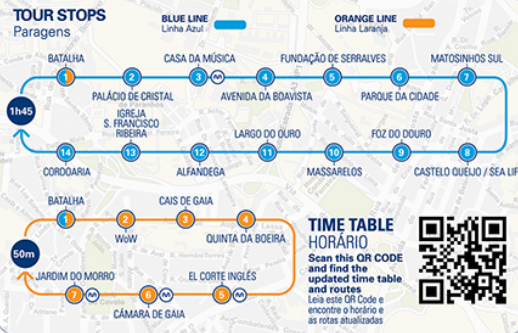 TOUR STOPS
Paragens
BLUE LINE
Linha Azul
ORANGE LINE
Linha Laranja
BATALHA
CASA DA MÚSICA
FUNDAÇÃO DE SERRALVES
MATOSINHOS SUL
1
2
3
4
5
6
7
PALÁCIO DE CRISTAL
AVENIDA DA BOAVISTA
PARQUE DA CIDADE
1h45
IGREJA
S. FRANCISCO
RIBEIRA
LARGO DO OURO
FOZ DO DOURO
14
13
12
11
10
9
8
CORDOARIA
ALFANDEGA
MASSARELOS
CASTELO QUEIJO / SEA LIF
BATALHA
CAIS DE GAIA
1
2
3
4
WoW
QUINTA DA BOEIRA
50m
JARDIM DO MORRO
EL CORTE INGLÉS
7
6
5
CÂMARA DE GAIA
TIME TABLE
HORÁRIO
Scan this QR CODE
and find the
updated time table
and routes
Leia este QR Code e
encontre o horário e
as rotas atualizadas